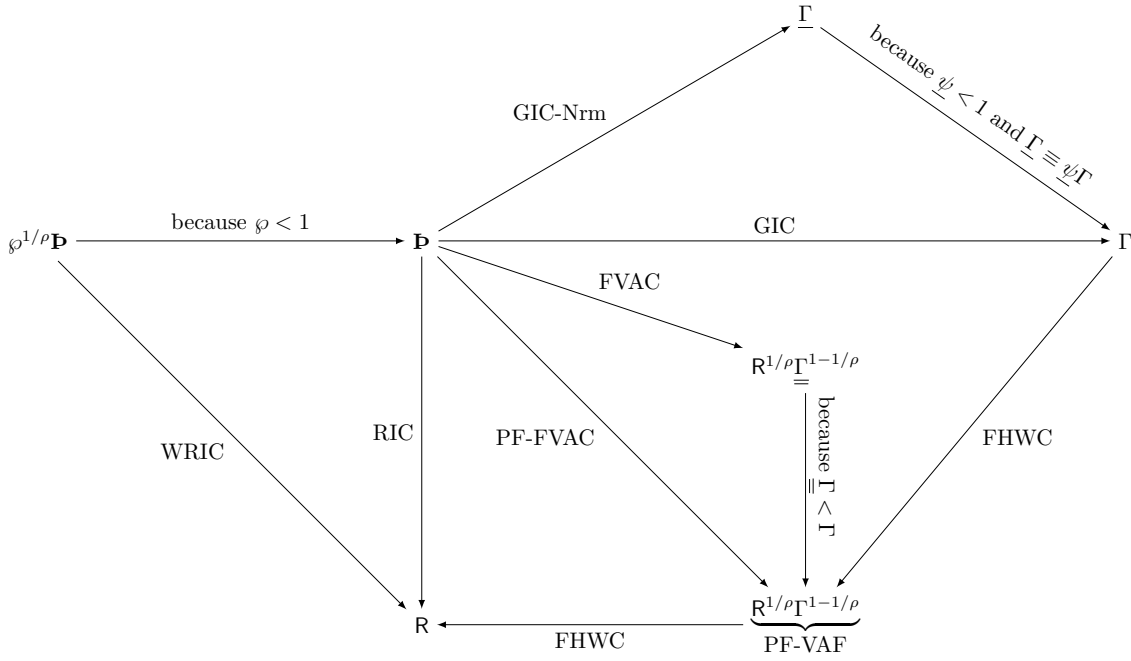 Γ̲
because ψ̲ < 1 and Γ̲ ≡ ψ̲Γ
GIC-Nrm
℘^{1/ρ}Þ
because ℘ < 1
Þ
GIC
Γ
FVAC
R^{1/ρ}Γ̳^{1−1/ρ}
because Γ̳ < Γ
WRIC
RIC
PF-FVAC
FHWC
R
FHWC
R^{1/ρ}Γ^{1−1/ρ}
PF-VAF